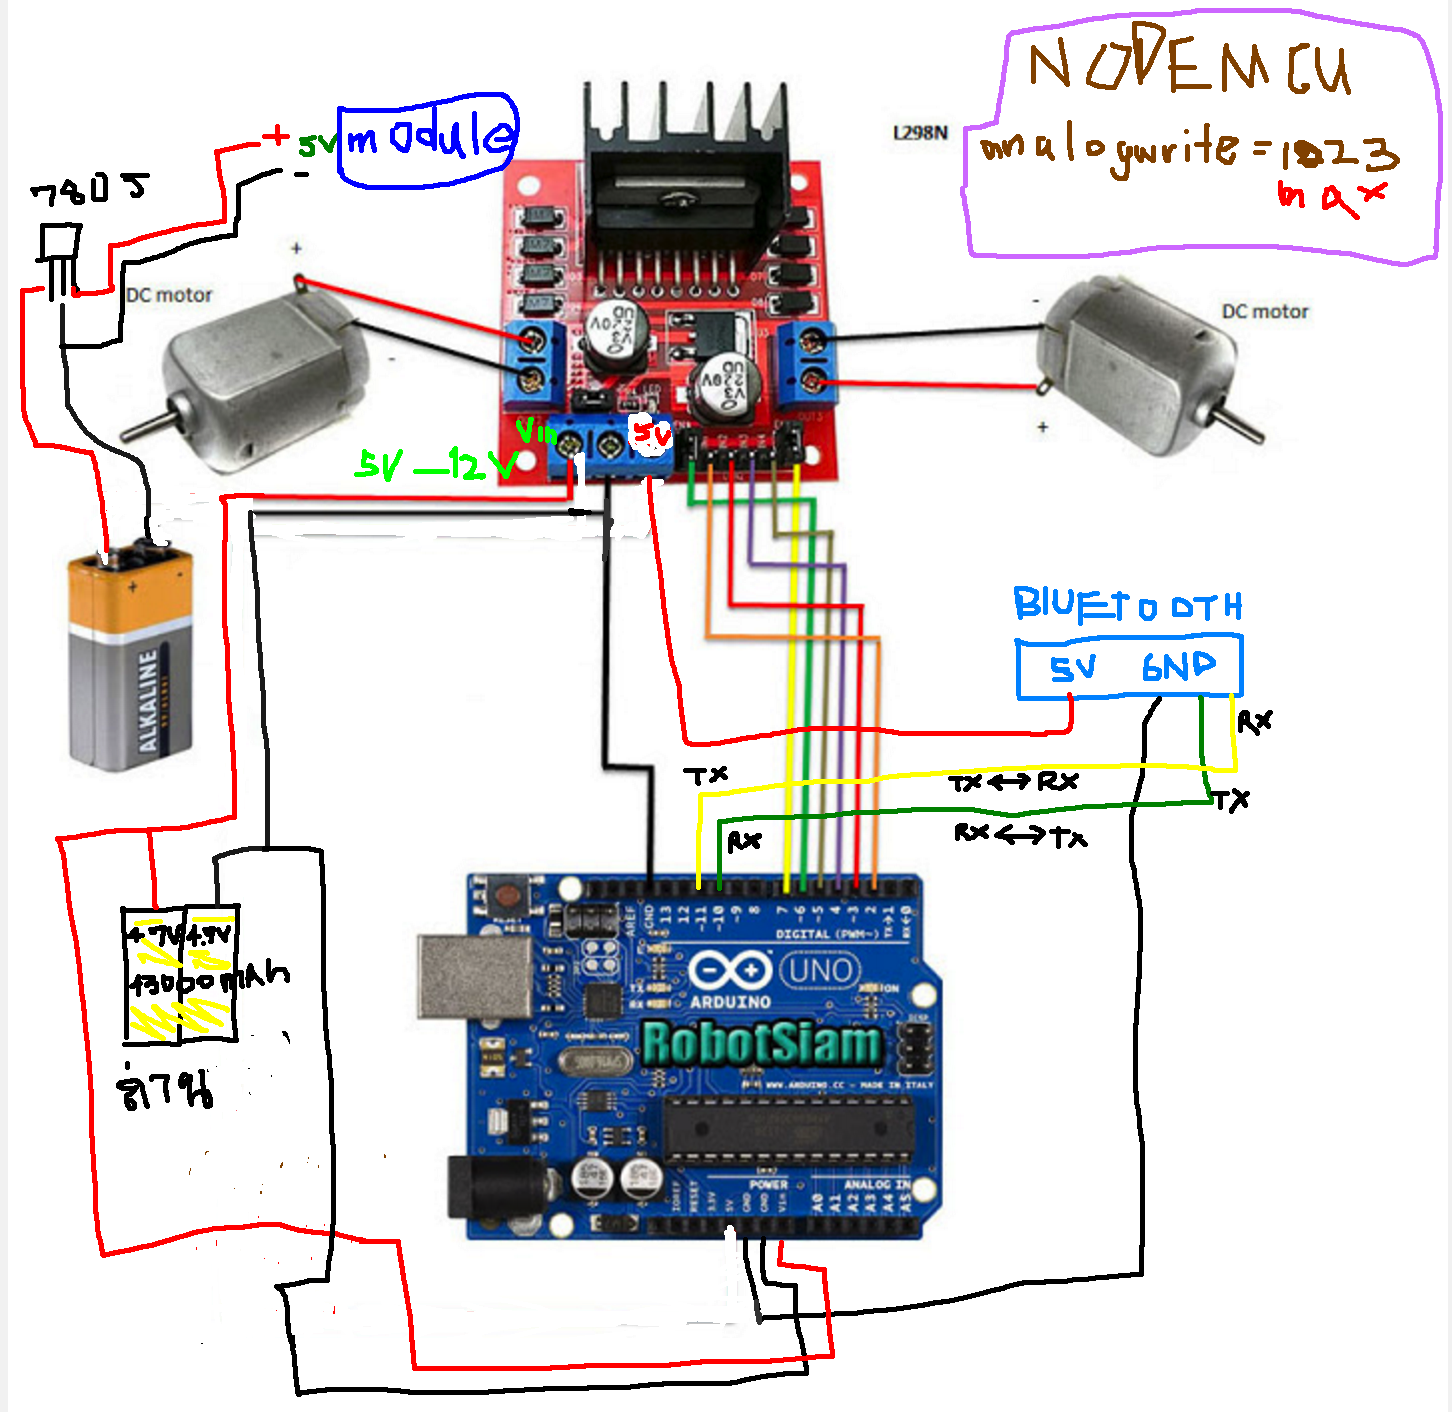 NODEMCU
analogwrite = 1023
max
L298N
+ 5V module
-
7805
+
DC motor
-
-
DC motor
+
Vin
5V
5V-12V
LED
OUT3
+ -
ALKALINE
BLUETOOTH
5V GND
RX
TX
TX
TX ↔ RX
RX
RX ↔ TX
AREF
GND
13
12
~11
~10
~9
8
7
~6
~5
4
~3
2
TX→1
RX←0
DIGITAL (PWM~)
4.7V 4.7V
43000 mAh
ถ่าน
UNO
ARDUINO
TX
RX
ON
ICSP
RobotSiam
WWW.ARDUINO.CC - MADE IN ITALY
POWER
ANALOG IN
IOREF
RESET
3.3V
5V
GND
GND
Vin
A0
A1
A2
A3
A4
A5